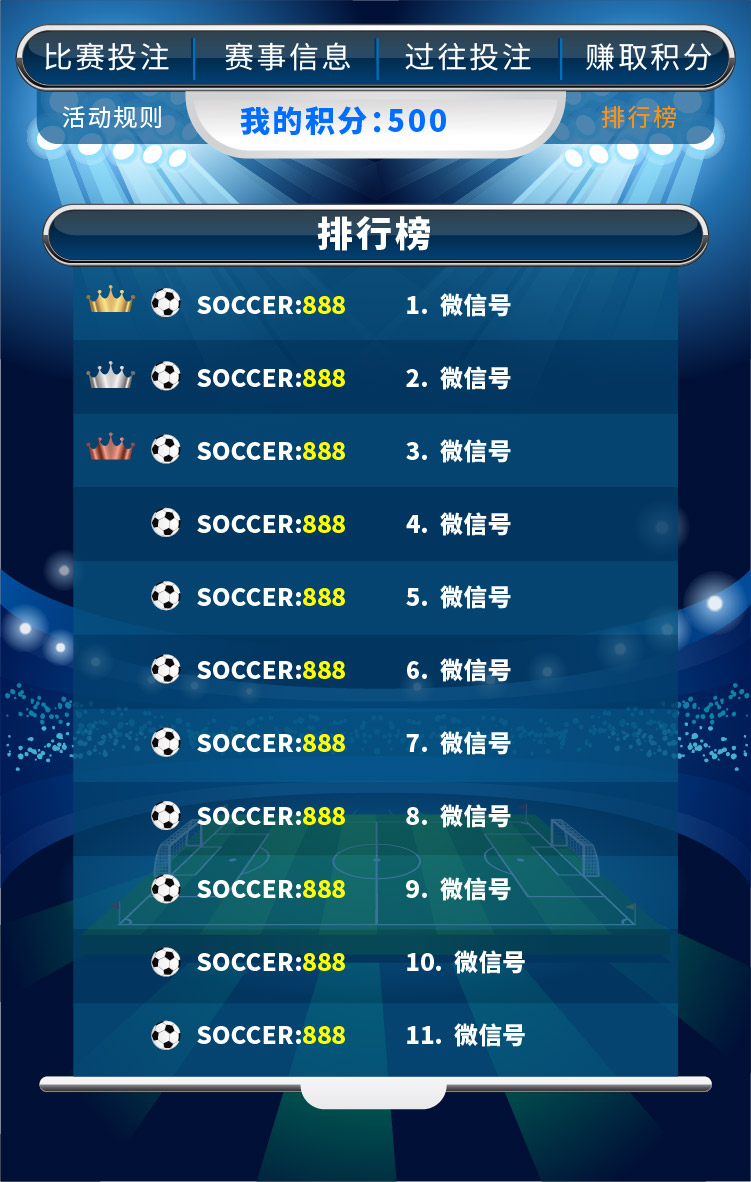 比赛投注 赛事信息 过往投注 赚取积分
活动规则 我的积分:500 排行榜
排行榜
SOCCER:888 1. 微信号
SOCCER:888 2. 微信号
SOCCER:888 3. 微信号
SOCCER:888 4. 微信号
SOCCER:888 5. 微信号
SOCCER:888 6. 微信号
SOCCER:888 7. 微信号
SOCCER:888 8. 微信号
SOCCER:888 9. 微信号
SOCCER:888 10. 微信号
SOCCER:888 11. 微信号